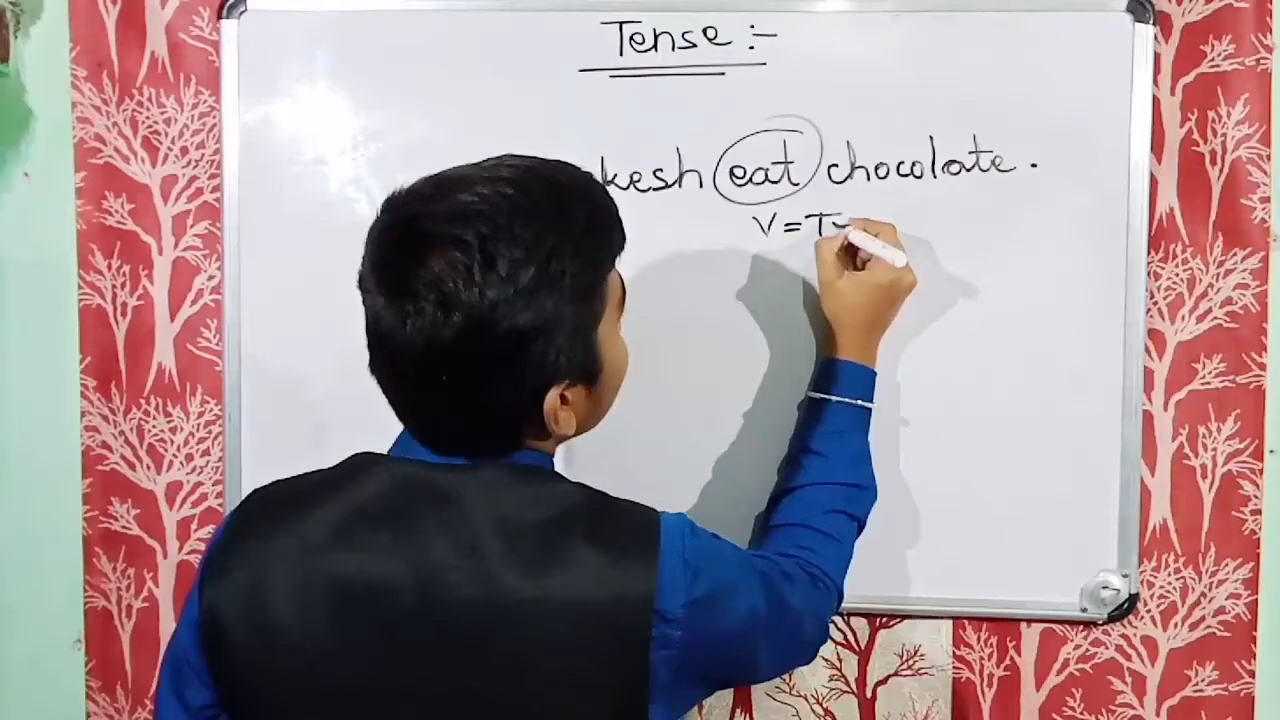 Tense :-
kesh eat chocolate.
V = T